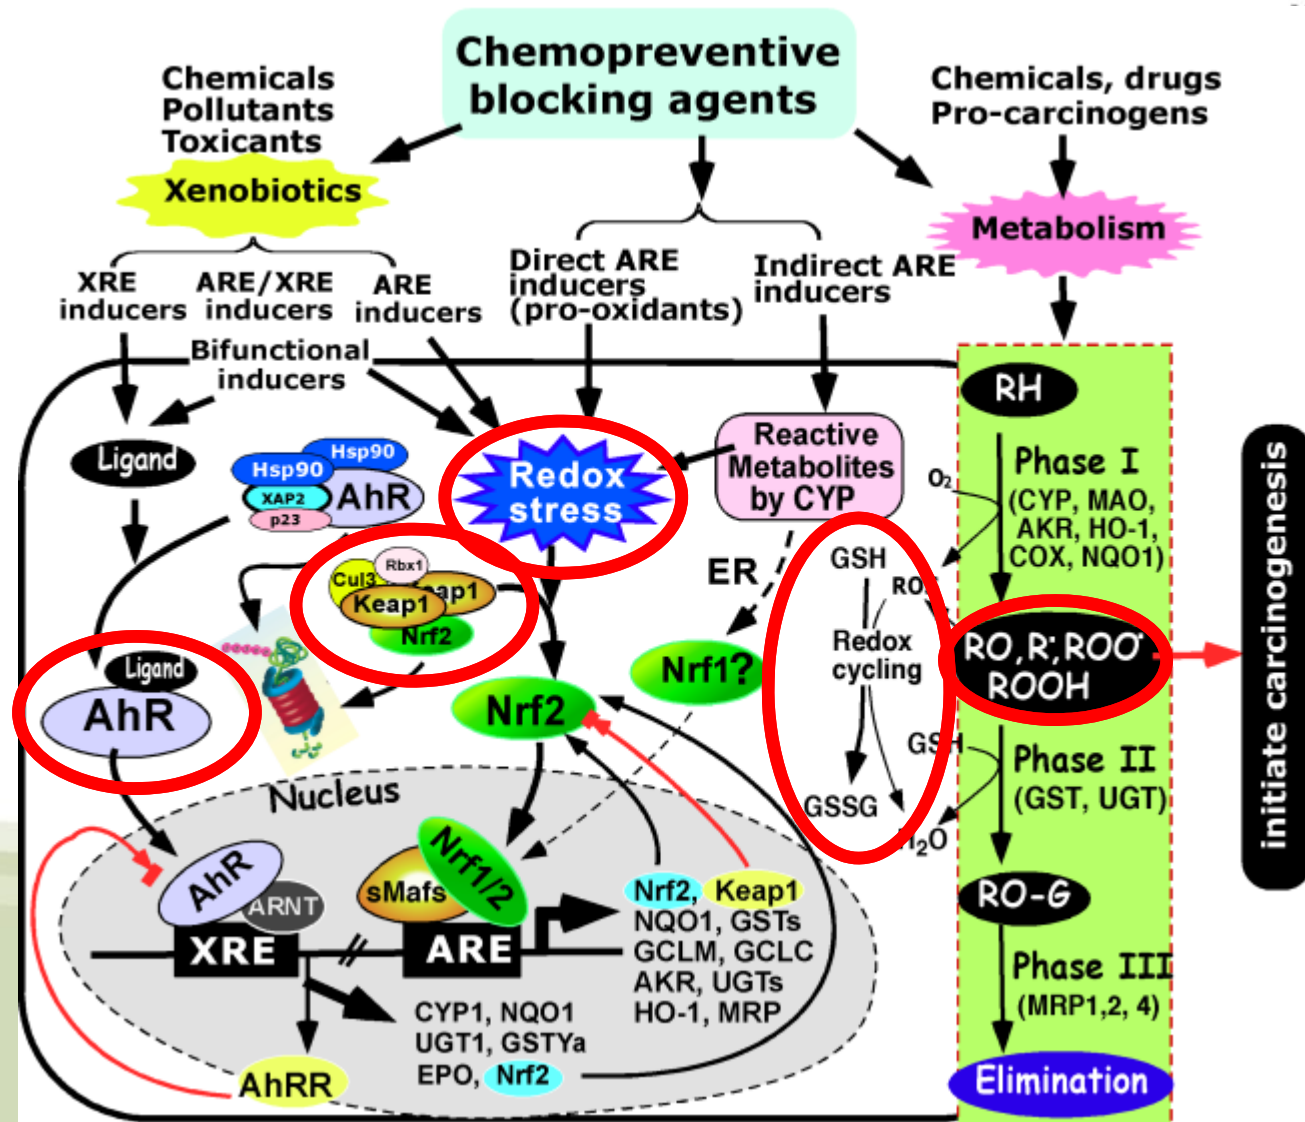 Chemopreventive
blocking agents
Chemicals
Pollutants
Toxicants
Xenobiotics
Chemicals, drugs
Pro-carcinogens
Metabolism
XRE
inducers
ARE/XRE
inducers
ARE
inducers
Direct ARE
inducers
(pro-oxidants)
Indirect ARE
inducers
Bifunctional
inducers
Ligand
Hsp90
Hsp90
XAP2
AhR
p23
Redox
stress
Reactive
Metabolites
by CYP
ER
Cul3
Rbx1
Keap1
Keap1
Nrf2
Ligand
AhR
Nrf2
Nrf1?
GSH
Redox
cycling
GSSG
RH
O₂
Phase I
(CYP, MAO,
AKR, HO-1,
COX, NQO1)
RO, R˙, ROO˙
ROOH
initiate carcinogenesis
GSH
Phase II
(GST, UGT)
H₂O
RO-G
Phase III
(MRP1,2, 4)
Elimination
Nucleus
AhR
ARNT
XRE
sMafs
Nrf1/2
ARE
Nrf2, Keap1
NQO1, GSTs
GCLM, GCLC
AKR, UGTs
HO-1, MRP
CYP1, NQO1
UGT1, GSTYa
EPO, Nrf2
AhRR